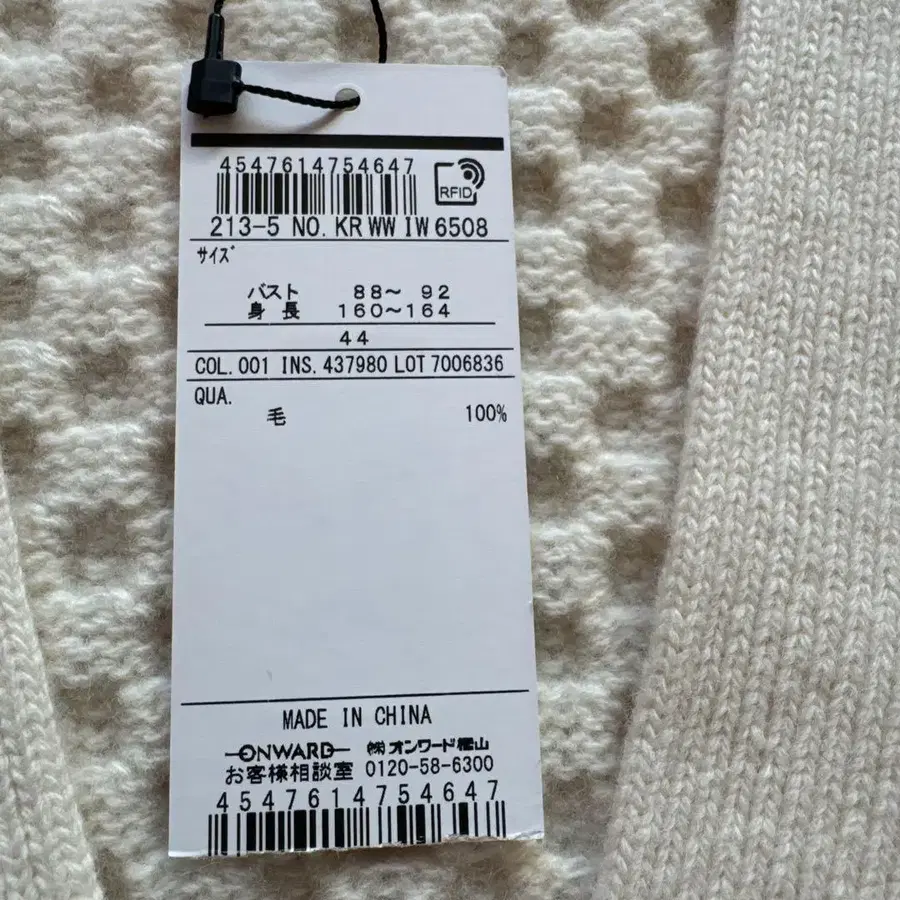 4547614754647
RFID
213-5 NO. KR WW IW 6508
ｻｲｽﾞ
バスト 88～ 92
身長 160～164
44
COL. 001 INS. 437980 LOT 7006836
QUA.
毛 100%
MADE IN CHINA
ONWARD ㈱オンワード樫山
お客様相談室 0120-58-6300
4547614754647